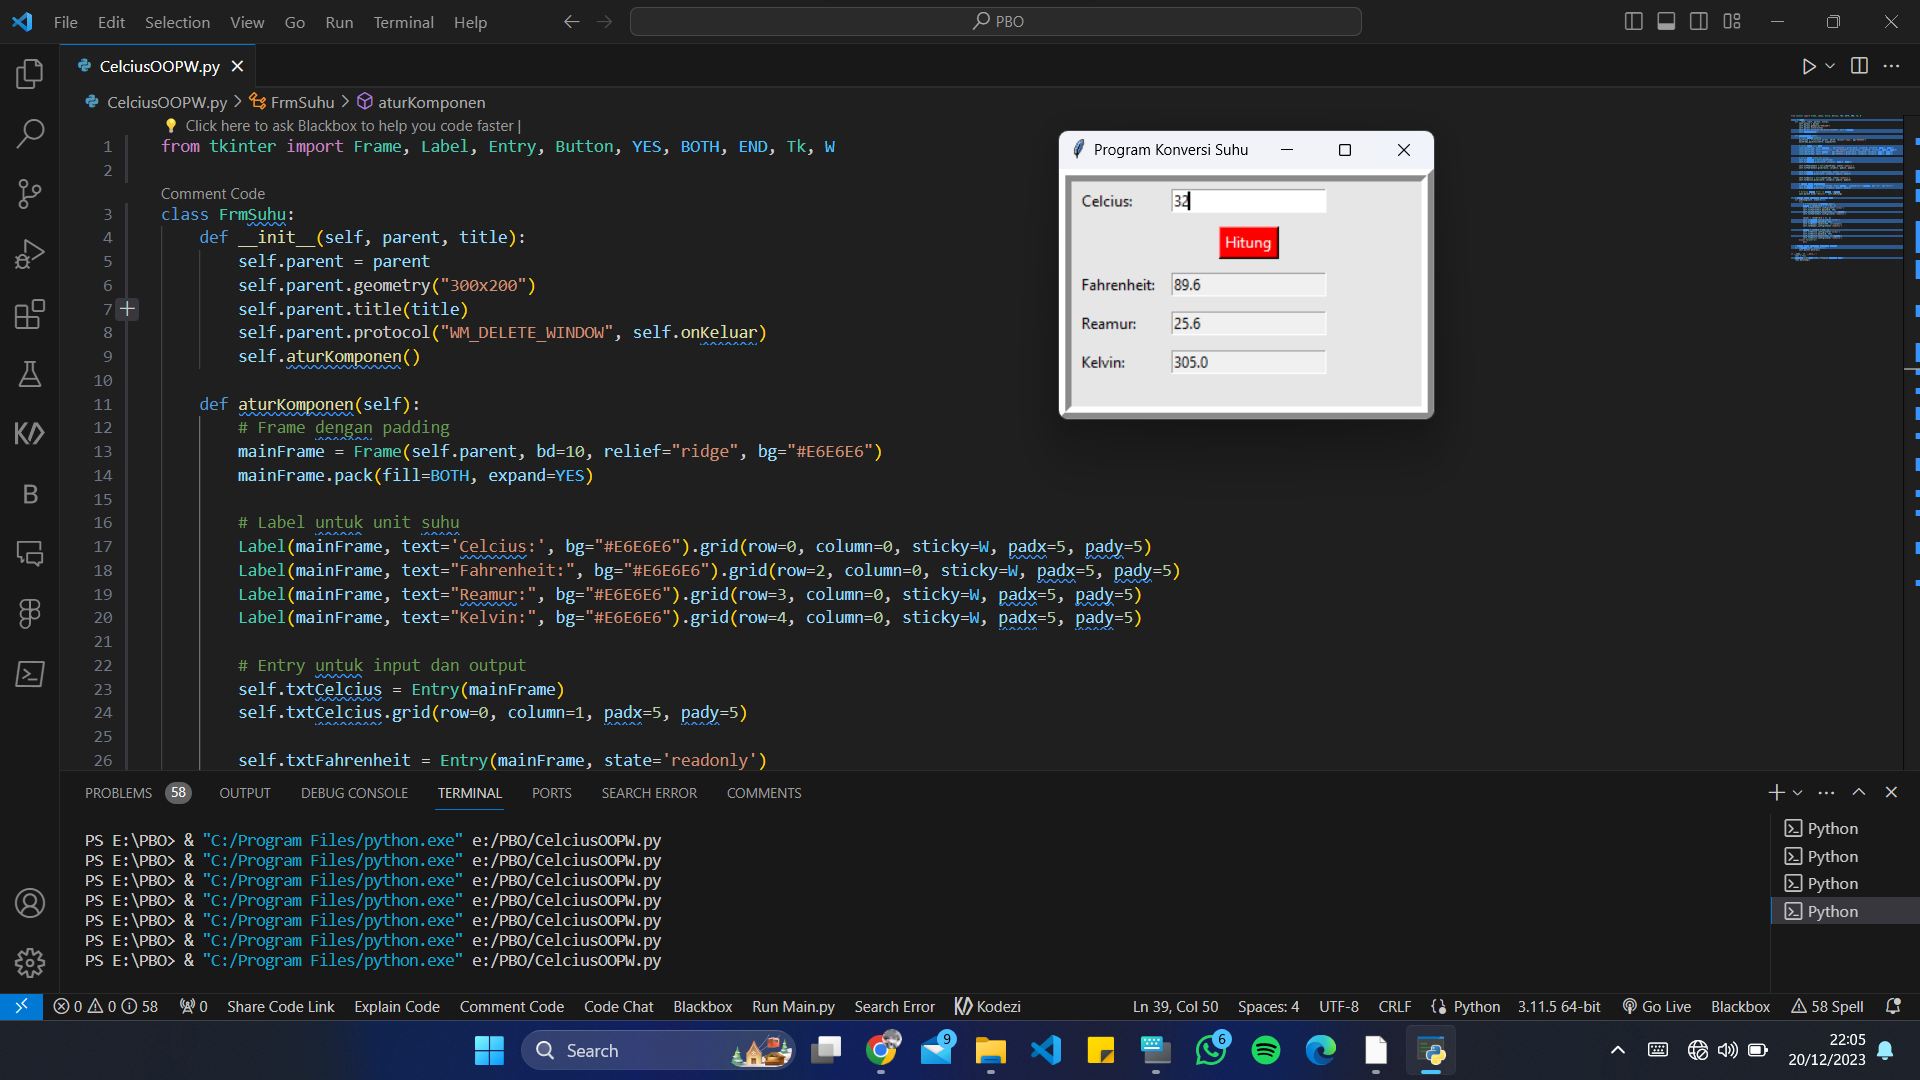 File Edit Selection View Go Run Terminal Help
PBO
CelciusOOPW.py
CelciusOOPW.py > FrmSuhu > aturKomponen
Click here to ask Blackbox to help you code faster |
1 from tkinter import Frame, Label, Entry, Button, YES, BOTH, END, Tk, W
2
Comment Code
3 class FrmSuhu:
4 def __init__(self, parent, title):
5 self.parent = parent
6 self.parent.geometry("300x200")
7 self.parent.title(title)
8 self.parent.protocol("WM_DELETE_WINDOW", self.onKeluar)
9 self.aturKomponen()
10
11 def aturKomponen(self):
12 # Frame dengan padding
13 mainFrame = Frame(self.parent, bd=10, relief="ridge", bg="#E6E6E6")
14 mainFrame.pack(fill=BOTH, expand=YES)
15
16 # Label untuk unit suhu
17 Label(mainFrame, text='Celcius:', bg="#E6E6E6").grid(row=0, column=0, sticky=W, padx=5, pady=5)
18 Label(mainFrame, text="Fahrenheit:", bg="#E6E6E6").grid(row=2, column=0, sticky=W, padx=5, pady=5)
19 Label(mainFrame, text="Reamur:", bg="#E6E6E6").grid(row=3, column=0, sticky=W, padx=5, pady=5)
20 Label(mainFrame, text="Kelvin:", bg="#E6E6E6").grid(row=4, column=0, sticky=W, padx=5, pady=5)
21
22 # Entry untuk input dan output
23 self.txtCelcius = Entry(mainFrame)
24 self.txtCelcius.grid(row=0, column=1, padx=5, pady=5)
25
26 self.txtFahrenheit = Entry(mainFrame, state='readonly')
Program Konversi Suhu
Celcius: 32
Hitung
Fahrenheit: 89.6
Reamur: 25.6
Kelvin: 305.0
PROBLEMS 58 OUTPUT DEBUG CONSOLE TERMINAL PORTS SEARCH ERROR COMMENTS
PS E:\PBO> & "C:/Program Files/python.exe" e:/PBO/CelciusOOPW.py
PS E:\PBO> & "C:/Program Files/python.exe" e:/PBO/CelciusOOPW.py
PS E:\PBO> & "C:/Program Files/python.exe" e:/PBO/CelciusOOPW.py
PS E:\PBO> & "C:/Program Files/python.exe" e:/PBO/CelciusOOPW.py
PS E:\PBO> & "C:/Program Files/python.exe" e:/PBO/CelciusOOPW.py
PS E:\PBO> & "C:/Program Files/python.exe" e:/PBO/CelciusOOPW.py
PS E:\PBO> & "C:/Program Files/python.exe" e:/PBO/CelciusOOPW.py
Python
Python
Python
Python
0 0 58 0 Share Code Link Explain Code Comment Code Code Chat Blackbox Run Main.py Search Error Kodezi Ln 39, Col 50 Spaces: 4 UTF-8 CRLF Python 3.11.5 64-bit Go Live Blackbox 58 Spell
Search
9
6
22:05
20/12/2023